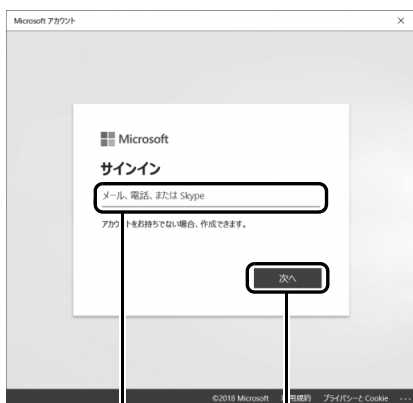 Microsoft アカウント
Microsoft
サインイン
メール、電話、または Skype
アカウントをお持ちでない場合、作成できます。
次へ
©2018 Microsoft 利用規約 プライバシーと Cookie ...